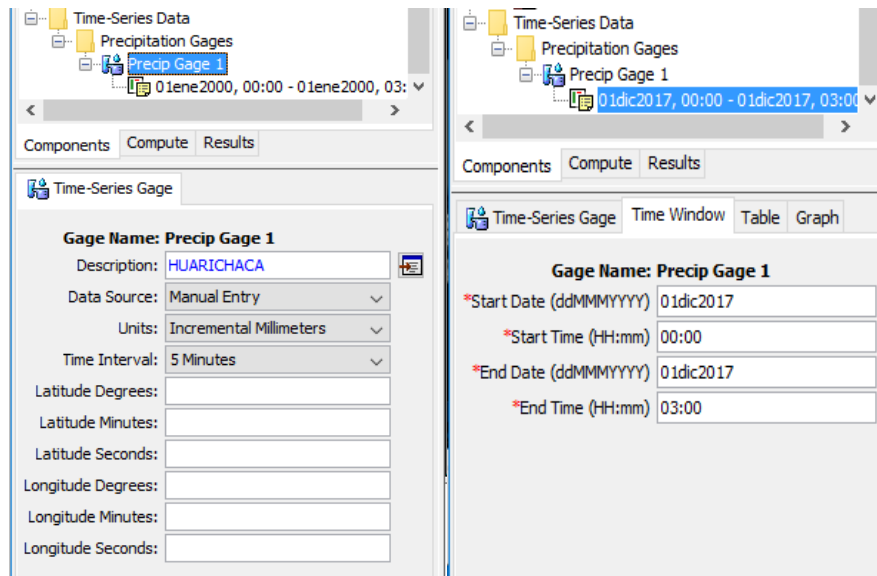 Time-Series Data
Precipitation Gages
Precip Gage 1
01ene2000, 00:00 - 01ene2000, 03:
Components Compute Results
Time-Series Gage
Gage Name: Precip Gage 1
Description: HUARICHACA
Data Source: Manual Entry
Units: Incremental Millimeters
Time Interval: 5 Minutes
Latitude Degrees:
Latitude Minutes:
Latitude Seconds:
Longitude Degrees:
Longitude Minutes:
Longitude Seconds:
Time-Series Data
Precipitation Gages
Precip Gage 1
01dic2017, 00:00 - 01dic2017, 03:00
Components Compute Results
Time-Series Gage Time Window Table Graph
Gage Name: Precip Gage 1
*Start Date (ddMMMYYYY) 01dic2017
*Start Time (HH:mm) 00:00
*End Date (ddMMMYYYY) 01dic2017
*End Time (HH:mm) 03:00